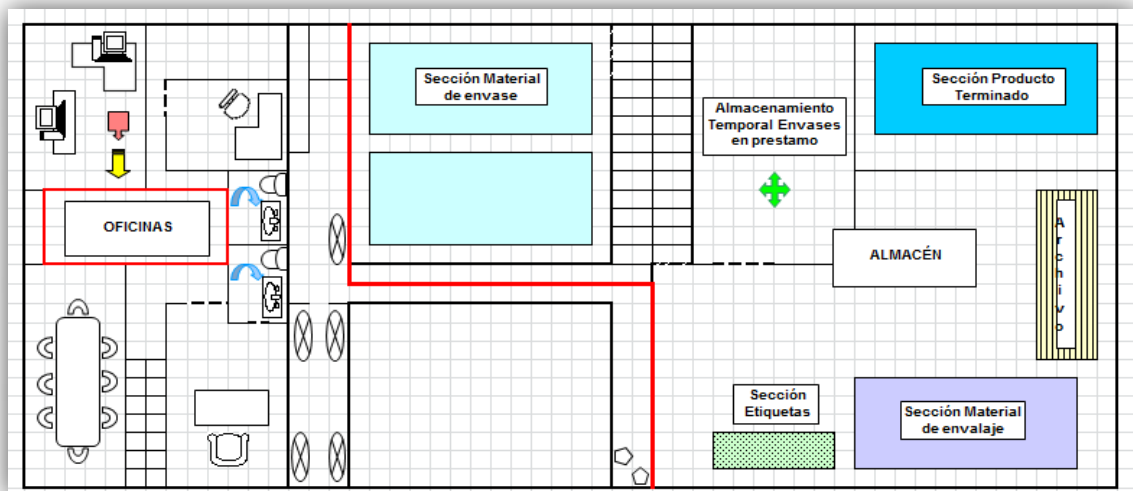 Sección Material
de envase
Sección Producto
Terminado
Almacenamiento
Temporal Envases
en prestamo
OFICINAS
ALMACÉN
Archivo
Sección
Etiquetas
Sección Material
de envalaje